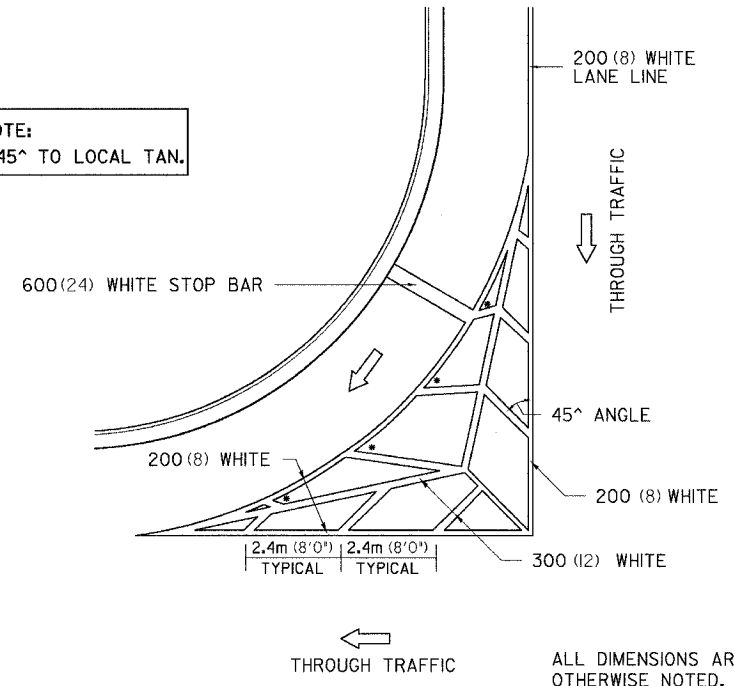 200 (8) WHITE
LANE LINE
OTE:
45^ TO LOCAL TAN.
THROUGH TRAFFIC
600 (24) WHITE STOP BAR
*
*
45^ ANGLE
*
200 (8) WHITE
*
200 (8) WHITE
2.4m (8'0") 2.4m (8'0")
TYPICAL TYPICAL
300 (12) WHITE
THROUGH TRAFFIC
ALL DIMENSIONS AR
OTHERWISE NOTED.